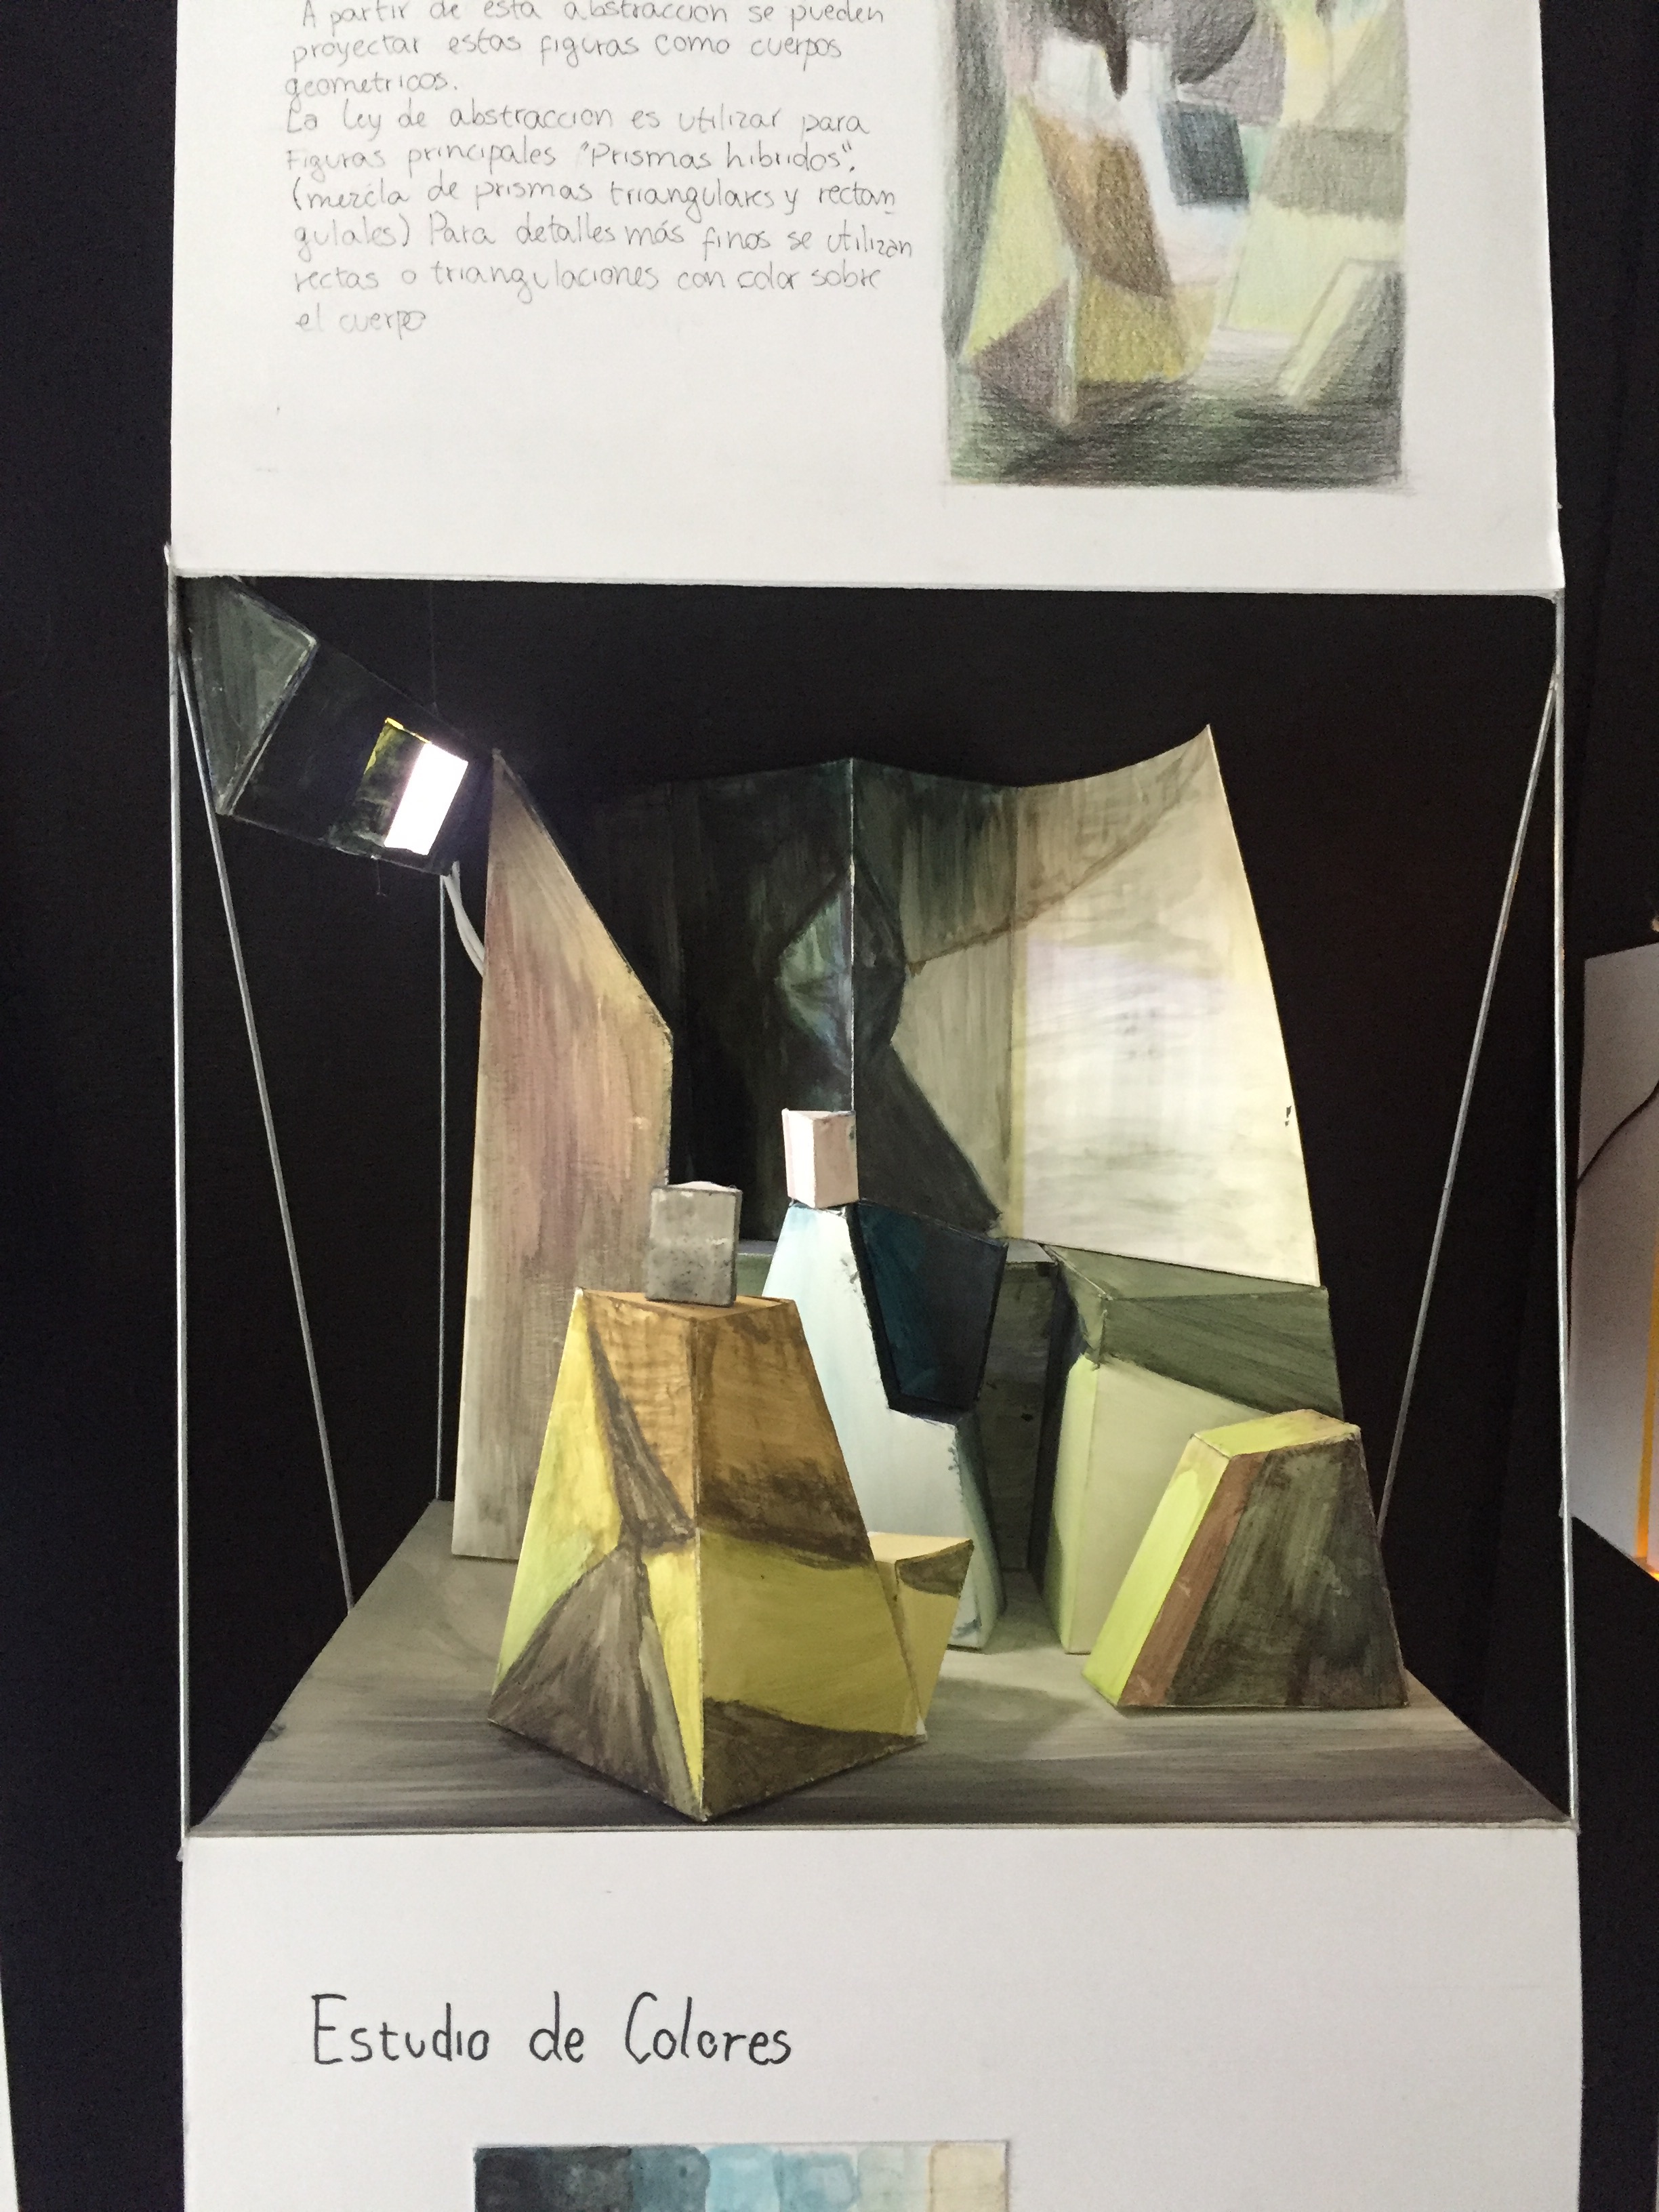 A partir de esta abstraccion se pueden
proyectar estas figuras como cuerpos
geometricos.
La ley de abstraccion es utilizar para
Figuras principales "Prismas hibridos".
(mezcla de prismas triangulares y rectan
gulales) Para detalles más finos se utilizan
rectas o triangulaciones con color sobre
el cuerpo
Estudio de Colores